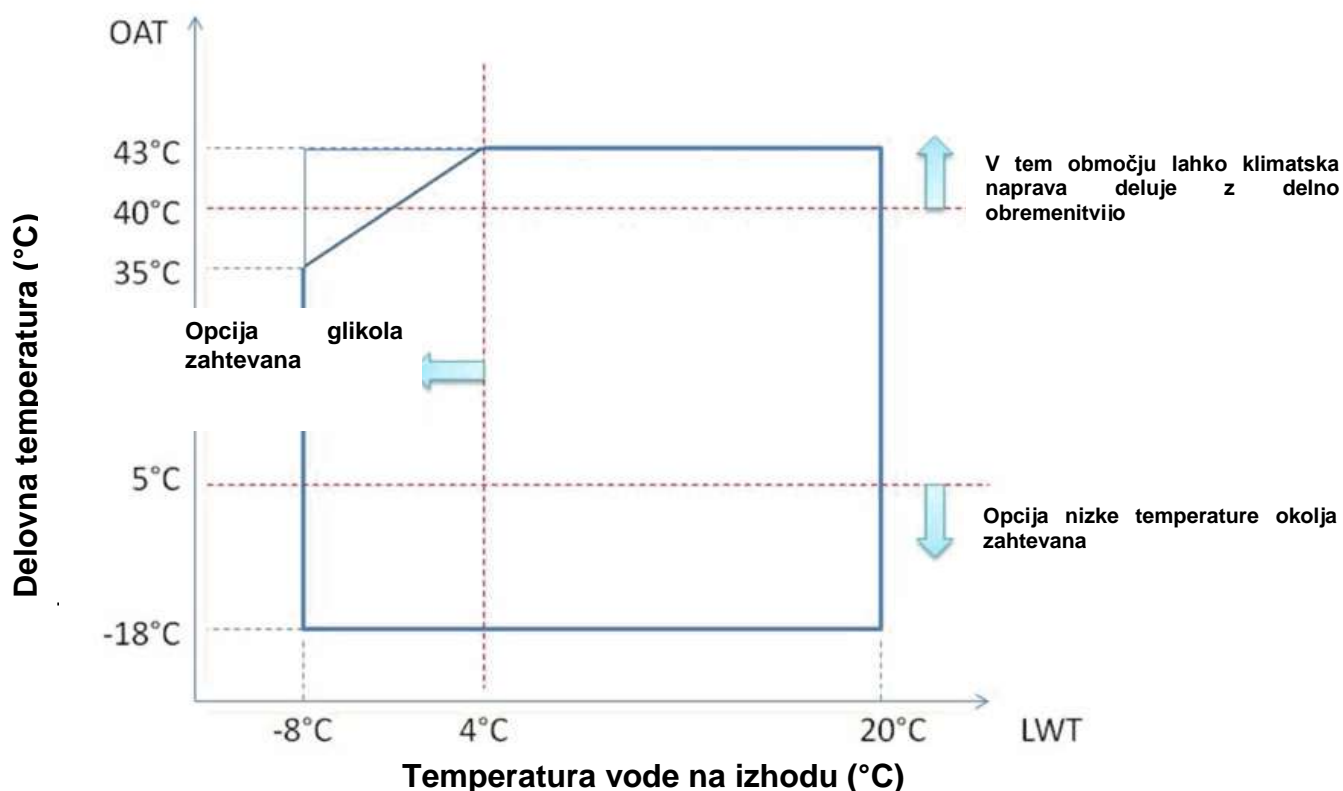 OAT
43°C
40°C
35°C
5°C
-18°C
Delovna temperatura (°C)
Opcija glikola
zahtevana
V tem območju lahko klimatska
naprava deluje z delno
obremenitvijo
Opcija nizke temperature okolja
zahtevana
-8°C
4°C
20°C
LWT
Temperatura vode na izhodu (°C)